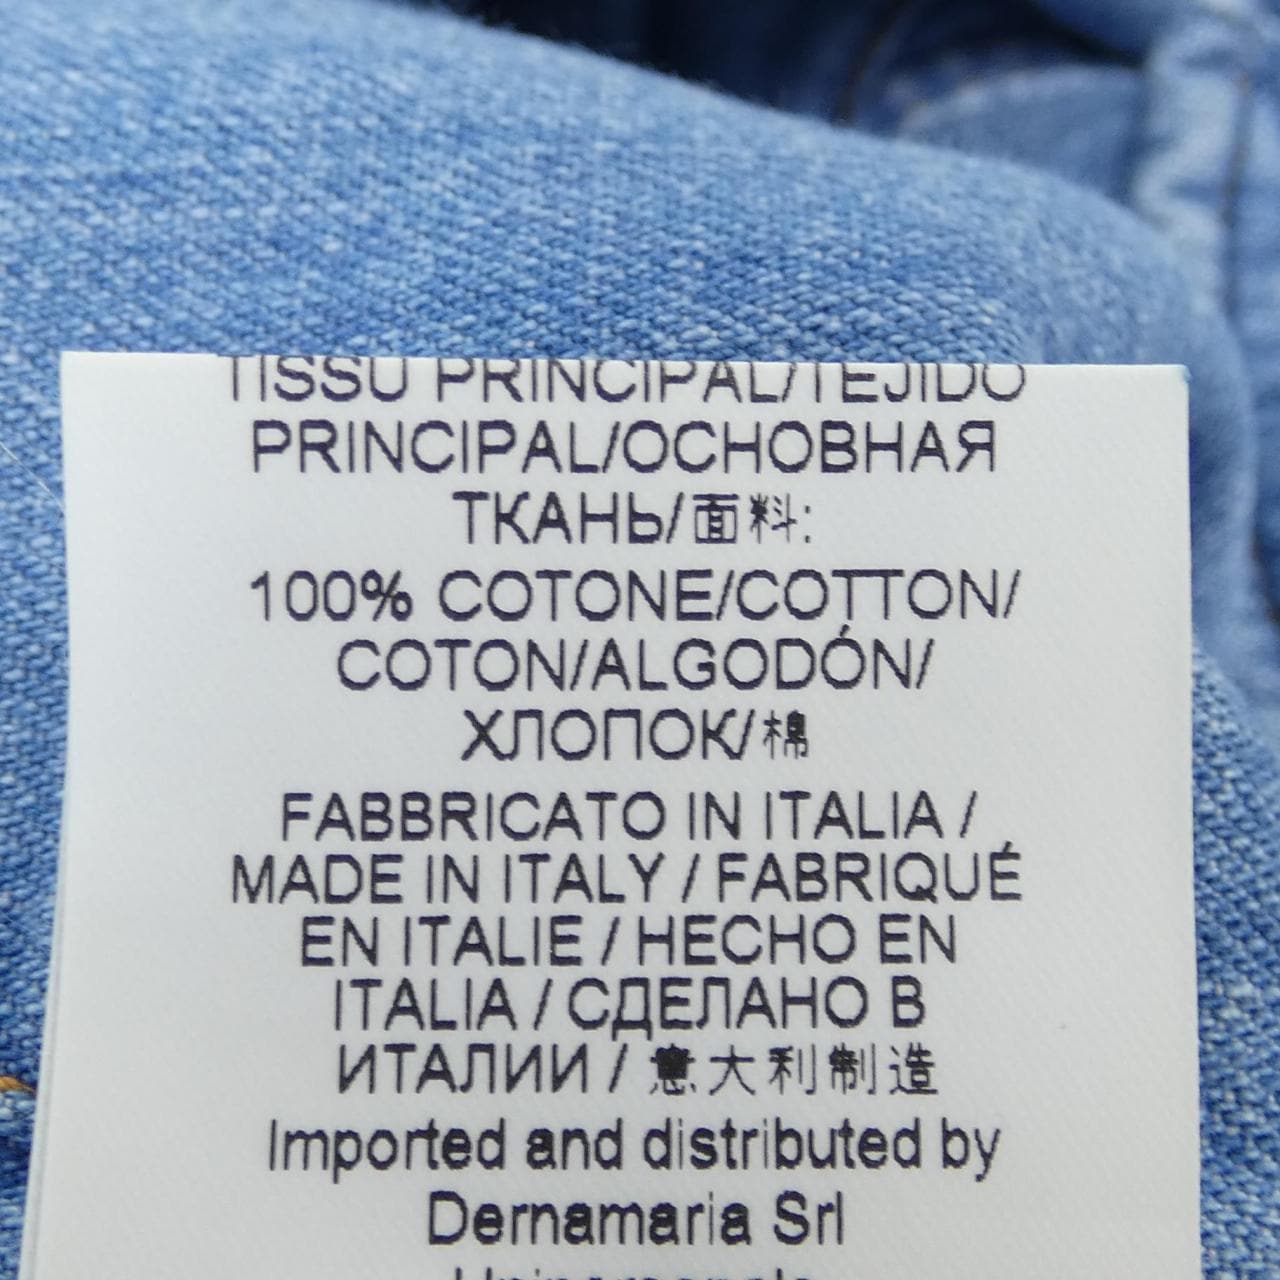 TISSU PRINCIPAL/TEJIDO
PRINCIPAL/ОСНОВНАЯ
ТКАНЬ/面料:
100% COTONE/COTTON/
COTON/ALGODÓN/
ХЛОПОК/棉
FABBRICATO IN ITALIA /
MADE IN ITALY / FABRIQUÉ
EN ITALIE / HECHO EN
ITALIA / СДЕЛАНО В
ИТАЛИИ / 意大利制造
Imported and distributed by
Dernamaria Srl